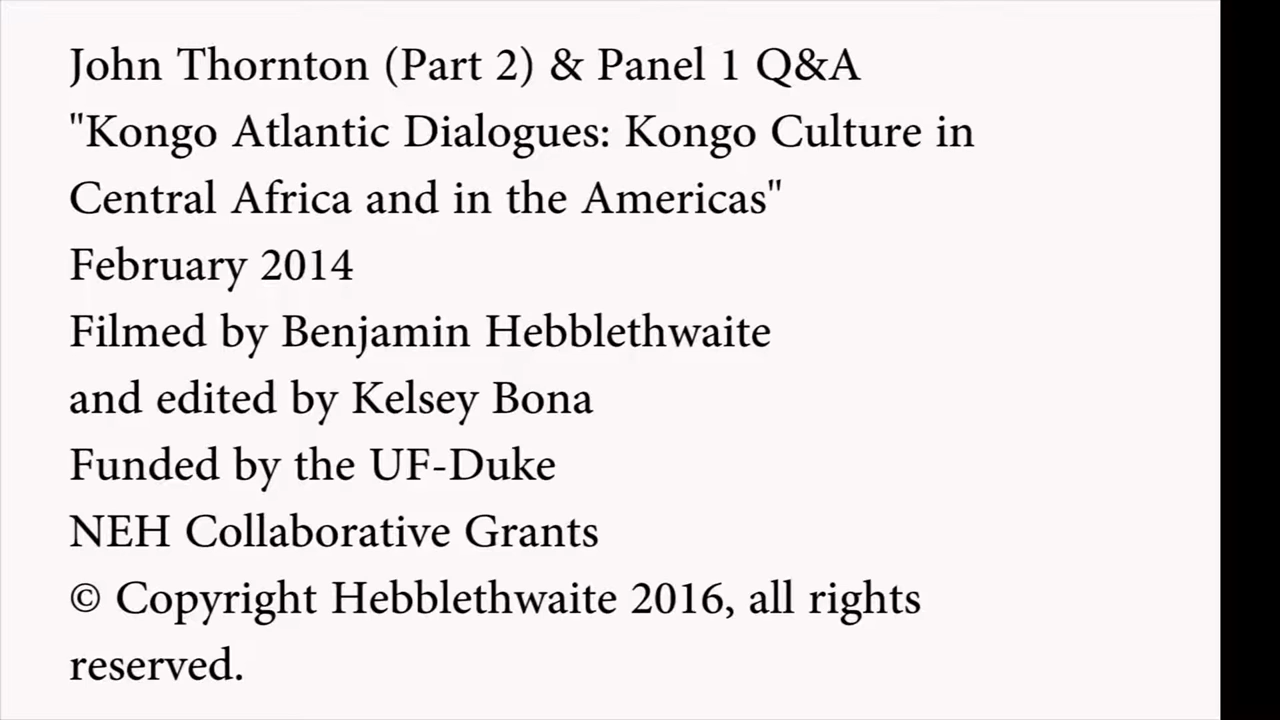 John Thornton (Part 2) & Panel 1 Q&A
"Kongo Atlantic Dialogues: Kongo Culture in
Central Africa and in the Americas"
February 2014
Filmed by Benjamin Hebblethwaite
and edited by Kelsey Bona
Funded by the UF-Duke
NEH Collaborative Grants
© Copyright Hebblethwaite 2016, all rights
reserved.